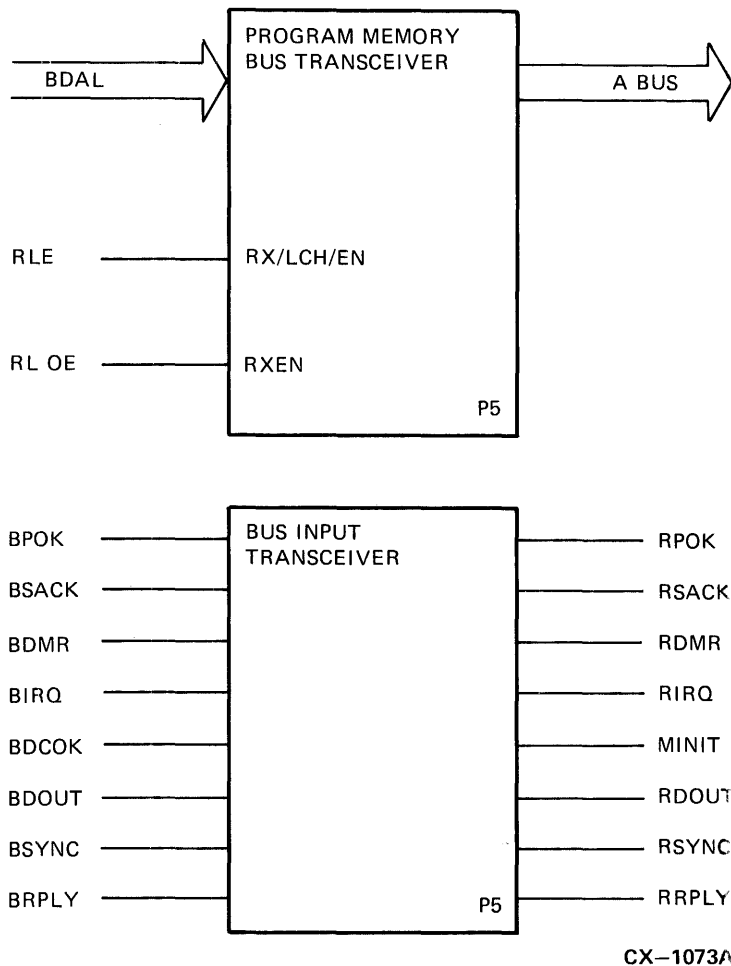 PROGRAM MEMORY
BUS TRANSCEIVER
BDAL
A BUS
RLE
RX/LCH/EN
RL OE
RXEN
P5
BUS INPUT
TRANSCEIVER
BPOK
RPOK
BSACK
RSACK
BDMR
RDMR
BIRQ
RIRQ
BDCOK
MINIT
BDOUT
RDOUT
BSYNC
RSYNC
BRPLY
RRPLY
P5
CX–1073A